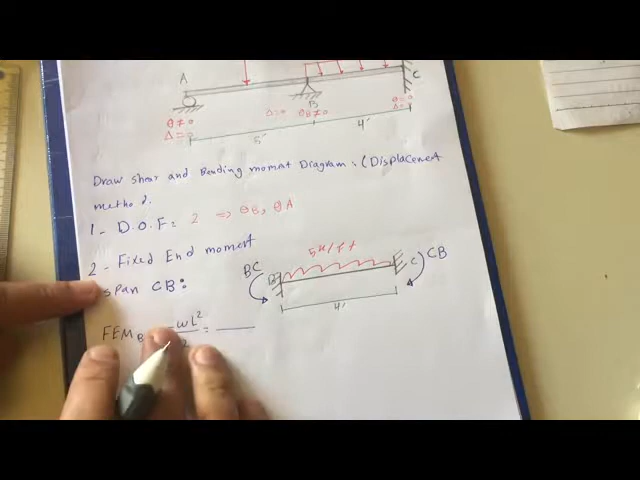 A
C
B
θ≠0
Δ=0
Δ=0 θB≠0
θ=0
Δ=0
5' 4'
Draw shear and Bending moment Diagram: (Displacement
method.
1- D.O.F: 2 => θB, θA
2- Fixed End moment
span CB:
5k/ft
BC B C CB
4'
FEM wL²
2 =